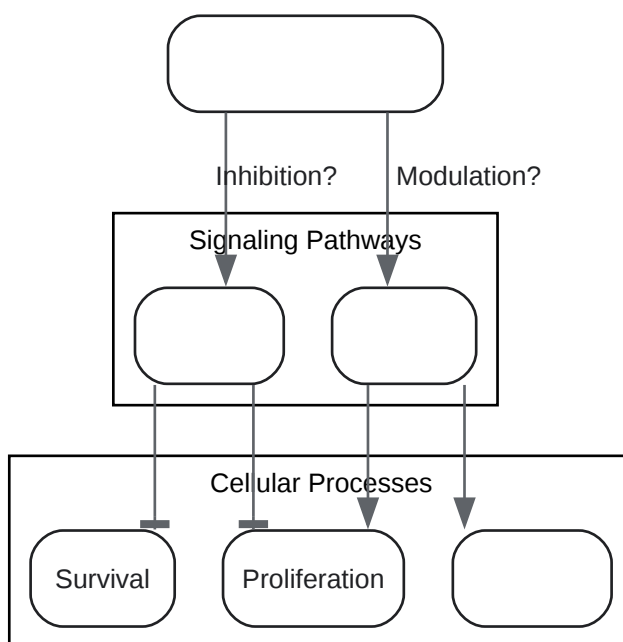 Inhibition?
Modulation?
Signaling Pathways
Cellular Processes
Survival
Proliferation